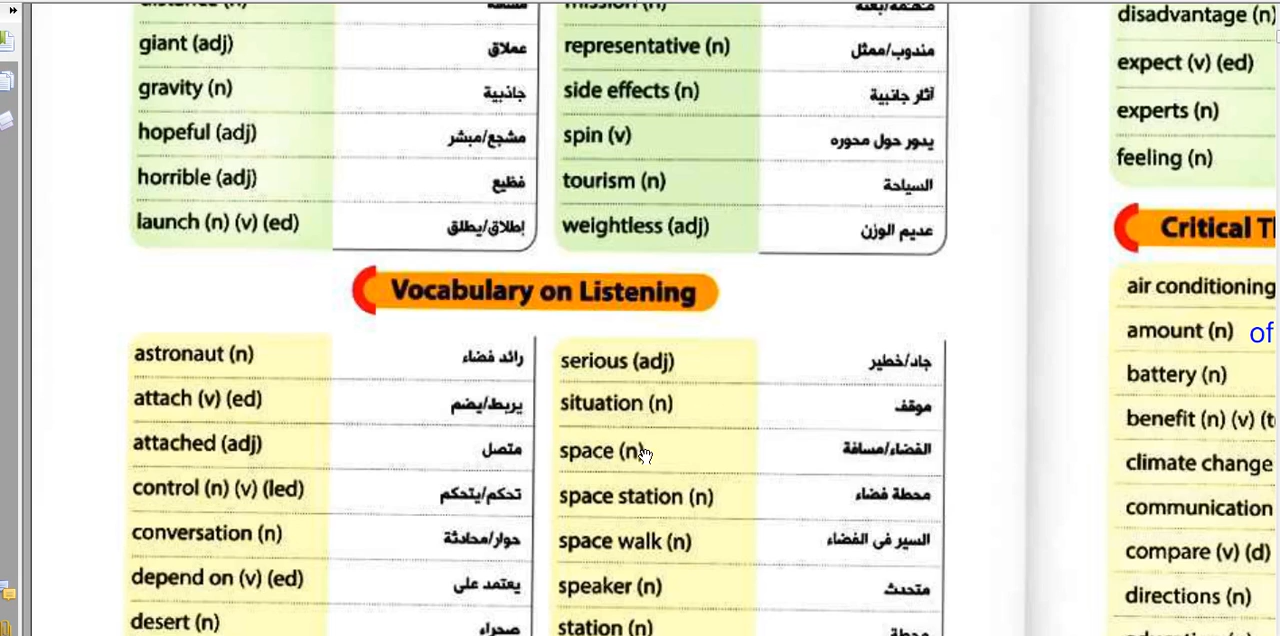 giant (adj) عملاق
gravity (n) جاذبية
hopeful (adj) مشجع/مبشر
horrible (adj) فظيع
launch (n) (v) (ed) إطلاق/يطلق
representative (n) مندوب/ممثل
side effects (n) آثار جانبية
spin (v) يدور حول محوره
tourism (n) السياحة
weightless (adj) عديم الوزن
Vocabulary on Listening
astronaut (n) رائد فضاء
attach (v) (ed) يربط/يضم
attached (adj) متصل
control (n) (v) (led) تحكم/يتحكم
conversation (n) حوار/محادثة
depend on (v) (ed) يعتمد على
desert (n) صحراء
serious (adj) جاد/خطير
situation (n) موقف
space (n) الفضاء/مسافة
space station (n) محطة فضاء
space walk (n) السير فى الفضاء
speaker (n) متحدث
station (n) محطة
disadvantage (n)
expect (v) (ed)
experts (n)
feeling (n)
Critical
air conditioning
amount (n) of
battery (n)
benefit (n) (v)
climate change
communication
compare (v) (d)
directions (n)